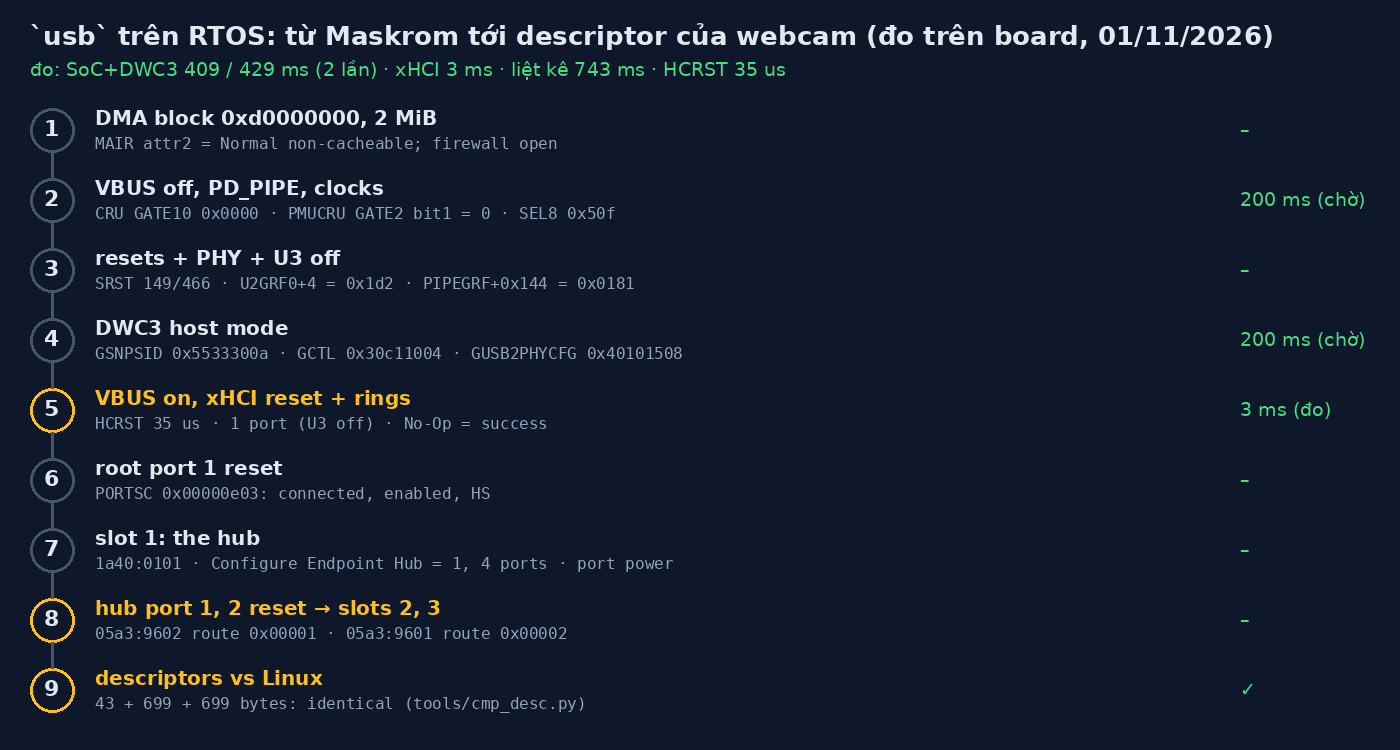 `usb` trên RTOS: từ Maskrom tới descriptor của webcam (đo trên board, 01/11/2026)
đo: SoC+DWC3 409 / 429 ms (2 lần) · xHCI 3 ms · liệt kê 743 ms · HCRST 35 us
1 DMA block 0xd0000000, 2 MiB –
MAIR attr2 = Normal non-cacheable; firewall open
2 VBUS off, PD_PIPE, clocks 200 ms (chờ)
CRU GATE10 0x0000 · PMUCRU GATE2 bit1 = 0 · SEL8 0x50f
3 resets + PHY + U3 off –
SRST 149/466 · U2GRF0+4 = 0x1d2 · PIPEGRF+0x144 = 0x0181
4 DWC3 host mode 200 ms (chờ)
GSNPSID 0x5533300a · GCTL 0x30c11004 · GUSB2PHYCFG 0x40101508
5 VBUS on, xHCI reset + rings 3 ms (đo)
HCRST 35 us · 1 port (U3 off) · No-Op = success
6 root port 1 reset –
PORTSC 0x00000e03: connected, enabled, HS
7 slot 1: the hub –
1a40:0101 · Configure Endpoint Hub = 1, 4 ports · port power
8 hub port 1, 2 reset → slots 2, 3 –
05a3:9602 route 0x00001 · 05a3:9601 route 0x00002
9 descriptors vs Linux ✓
43 + 699 + 699 bytes: identical (tools/cmp_desc.py)